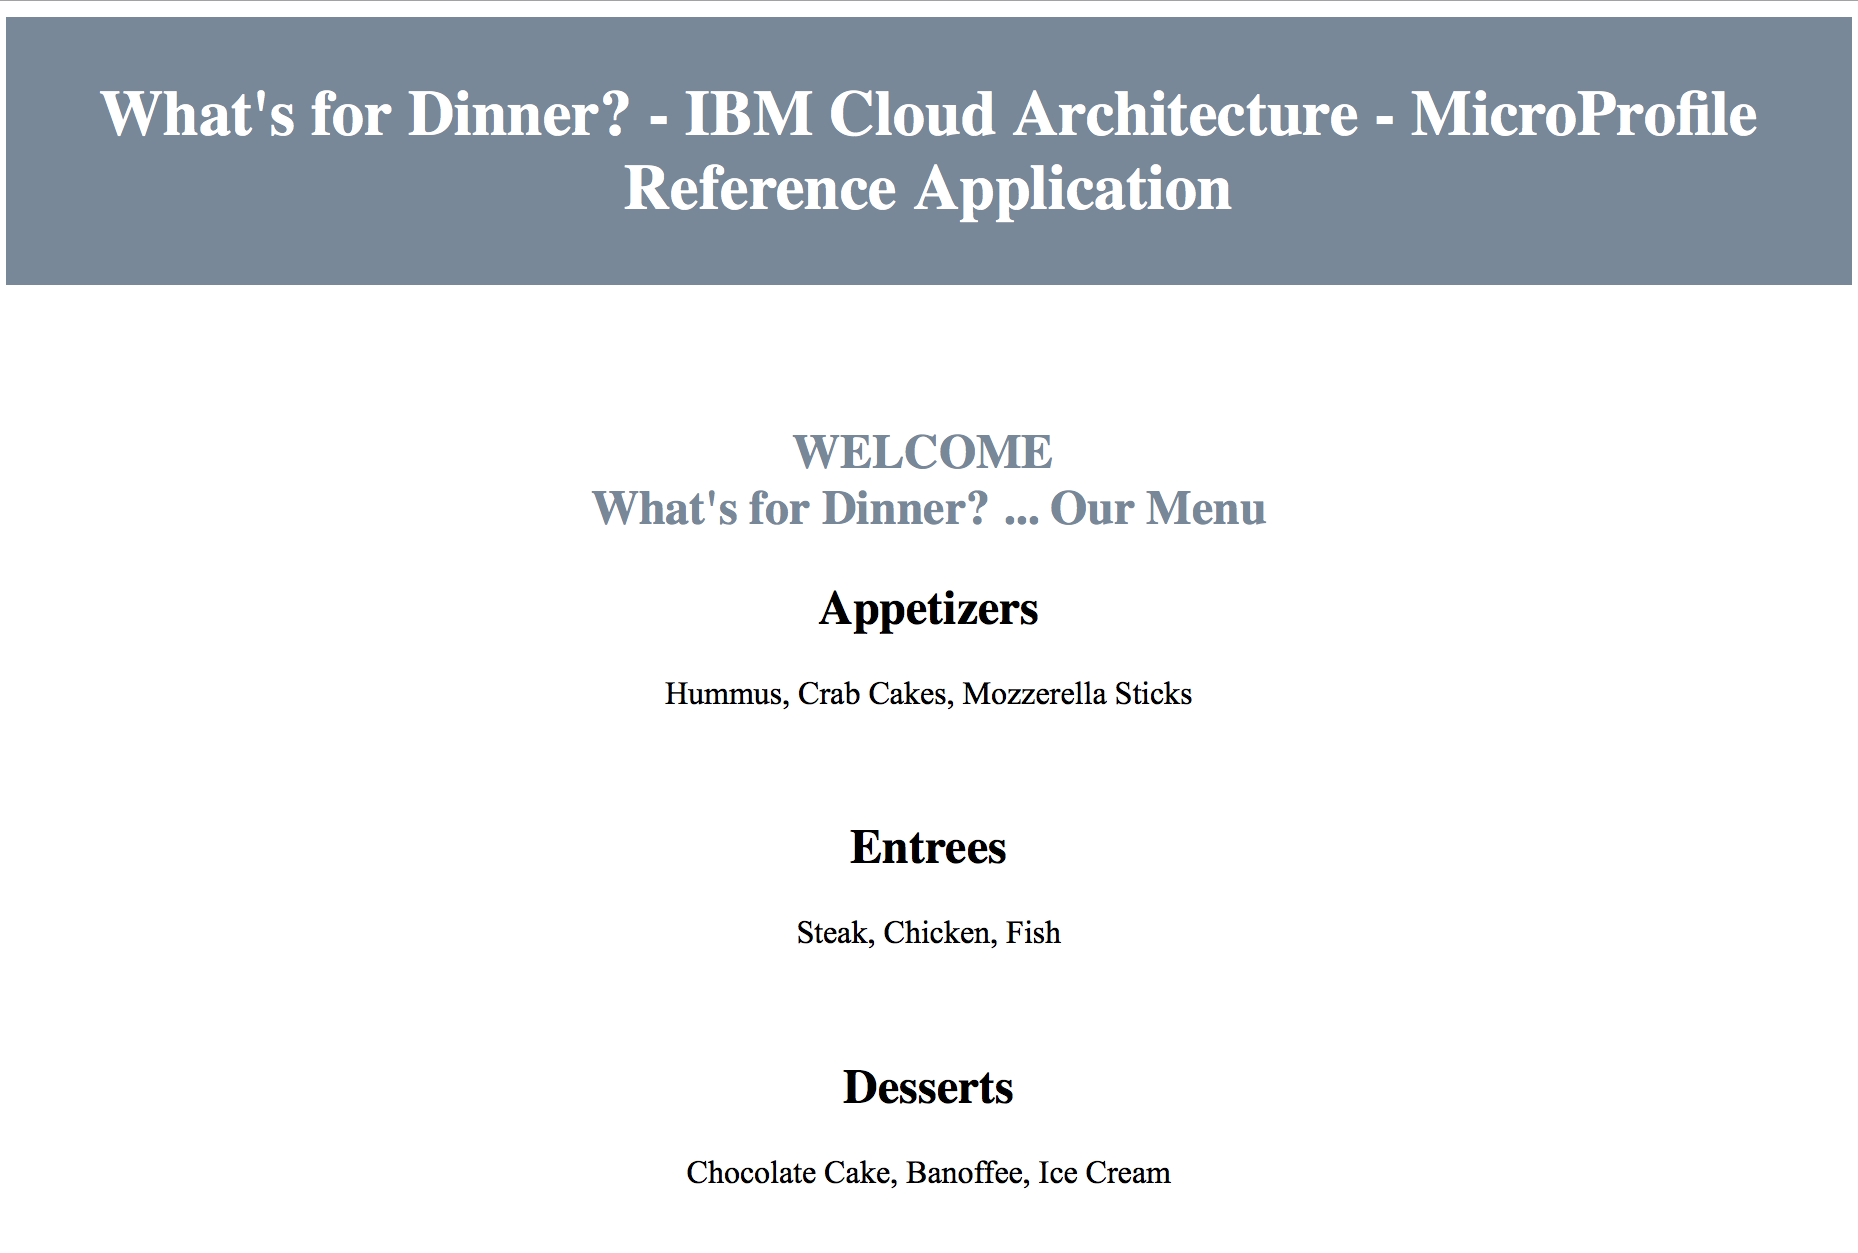 What's for Dinner? - IBM Cloud Architecture - MicroProfile
Reference Application
WELCOME
What's for Dinner? ... Our Menu
Appetizers
Hummus, Crab Cakes, Mozzerella Sticks
Entrees
Steak, Chicken, Fish
Desserts
Chocolate Cake, Banoffee, Ice Cream